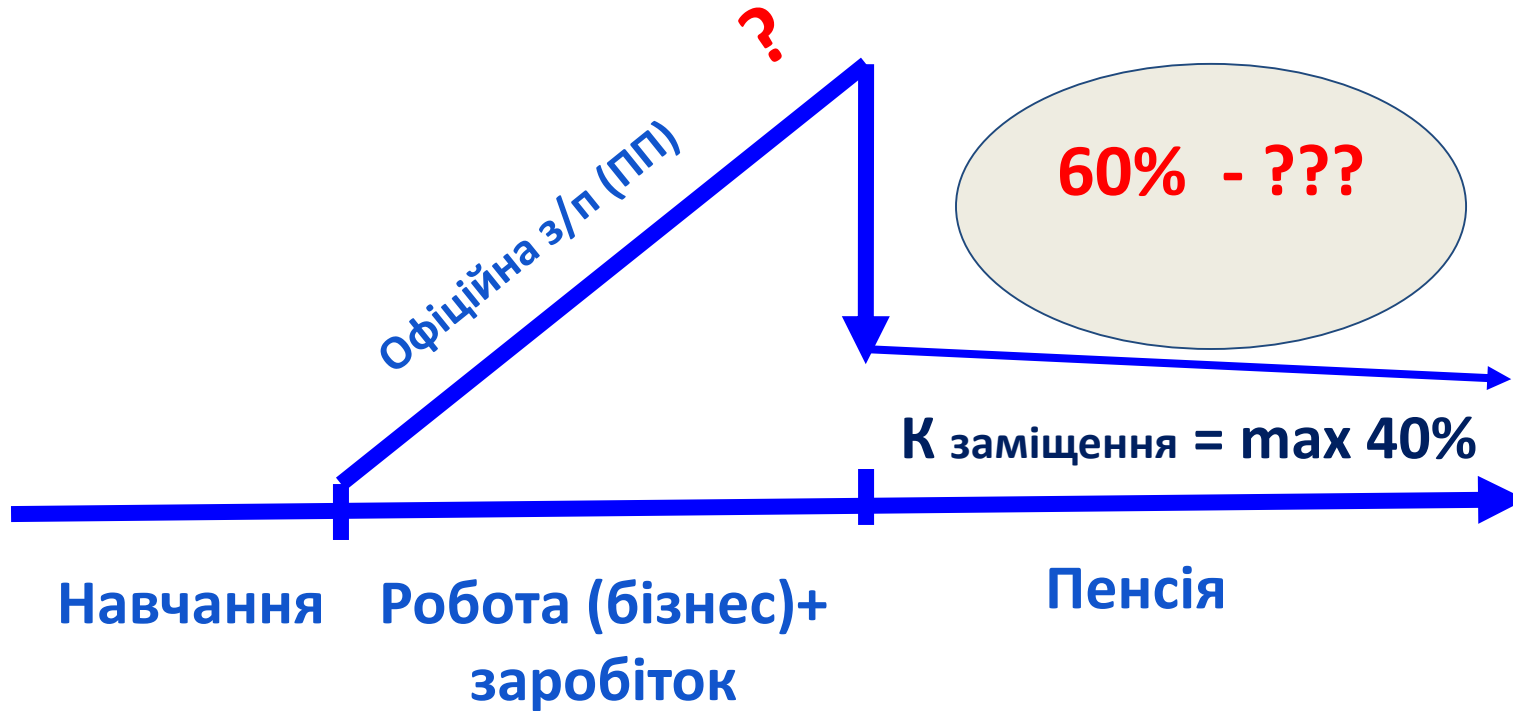 ?
Офіційна з/п (ПП)
60% - ???
К заміщення = max 40%
Навчання
Робота (бізнес)+
заробіток
Пенсія